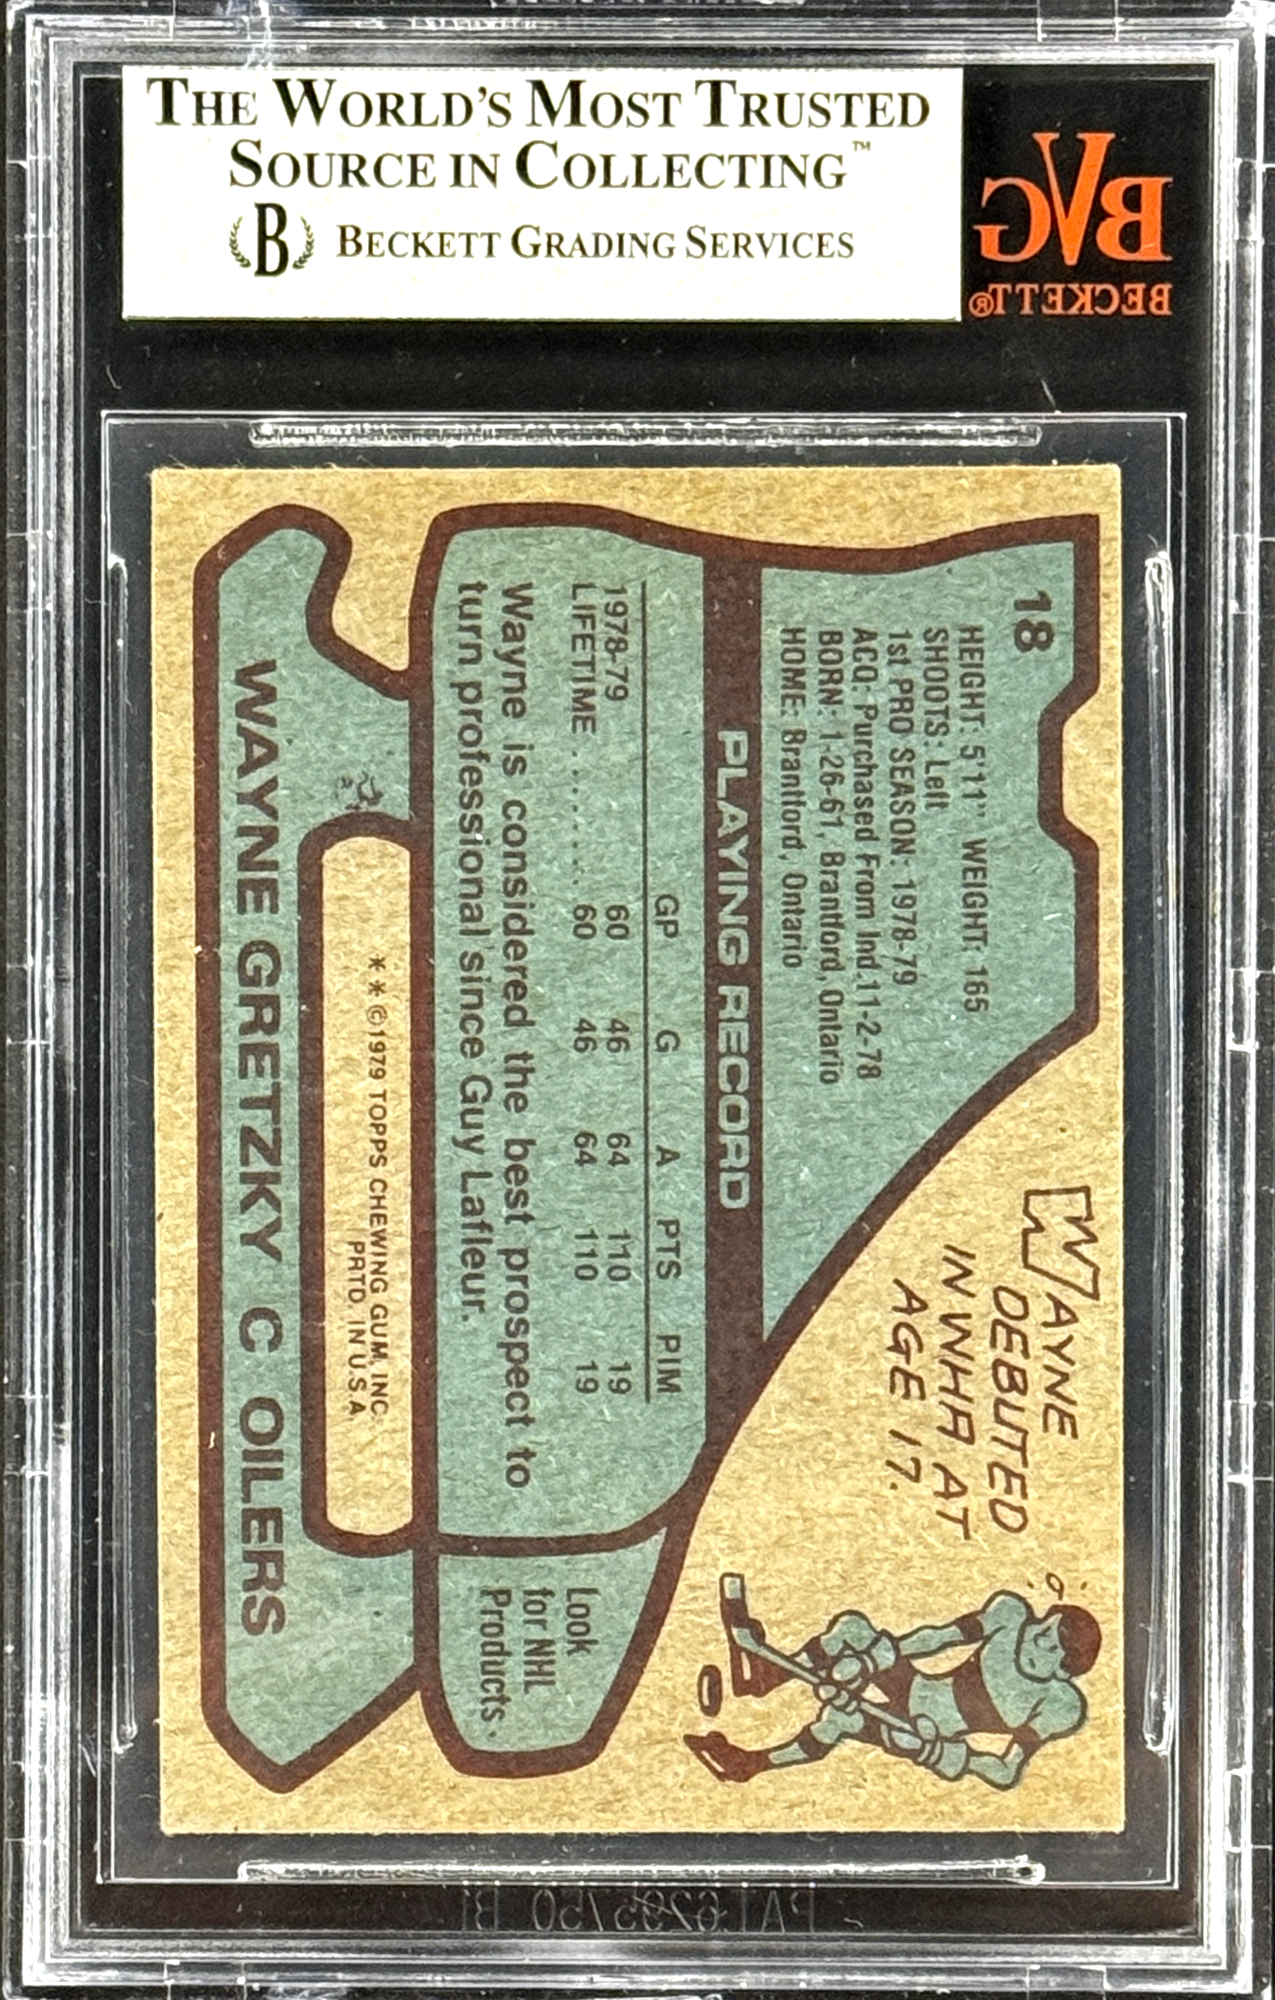 THE WORLD'S MOST TRUSTED
SOURCE IN COLLECTING™
B BECKETT GRADING SERVICES
BVG
BECKETT®
18
HEIGHT: 5'11" WEIGHT: 165
SHOOTS: Left
1st PRO SEASON: 1978-79
ACQ: Purchased From Ind.11-2-78
BORN: 1-26-61, Brantford, Ontario
HOME: Brantford, Ontario
WAYNE
DEBUTED
IN WHA AT
AGE 17.
PLAYING RECORD
GP G A PTS PIM
1978-79 60 46 64 110 19
LIFETIME ........ 60 46 64 110 19
Wayne is considered the best prospect to
turn professional since Guy Lafleur.
Look
for NHL
Products.
**©1979 TOPPS CHEWING GUM, INC.
PRTD. IN U.S.A.
WAYNE GRETZKY C OILERS